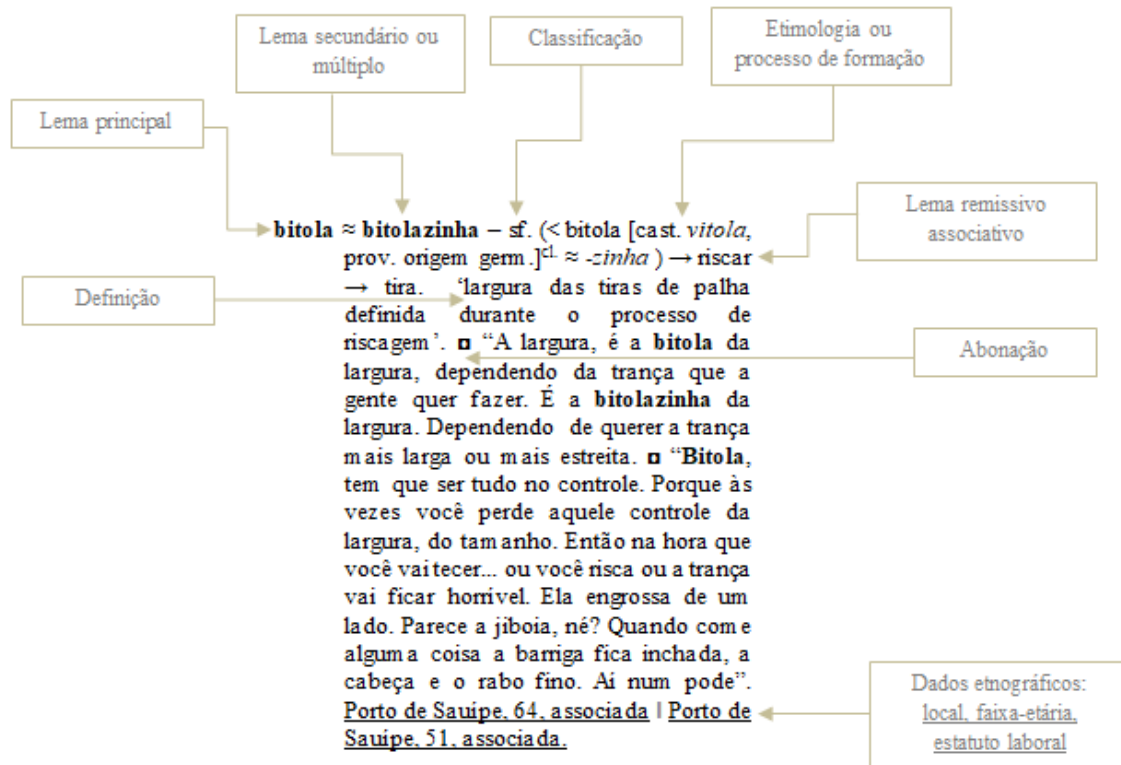 Lema secundário ou
múltiplo
Classificação
Etimologia ou
processo de formação
Lema principal
bitola ≈ bitolazinha – sf. (< bitola [cast. vitola,
prov. origem germ.]cl. ≈ -zinha ) → riscar
→ tira. ‘largura das tiras de palha
definida durante o processo de
riscagem’. ◘ “A largura, é a bitola da
largura, dependendo da trança que a
gente quer fazer. É a bitolazinha da
largura. Dependendo de querer a trança
mais larga ou mais estreita. ◘ “Bitola,
tem que ser tudo no controle. Porque às
vezes você perde aquele controle da
largura, do tamanho. Então na hora que
você vai tecer... ou você risca ou a trança
vai ficar horrível. Ela engrossa de um
lado. Parece a jiboia, né? Quando come
alguma coisa a barriga fica inchada, a
cabeça e o rabo fino. Aí num pode”.
Porto de Sauipe, 64, associada | Porto de
Sauipe, 51, associada.
Lema remissivo
associativo
Definição
Abonação
Dados etnográficos:
local, faixa-etária,
estatuto laboral